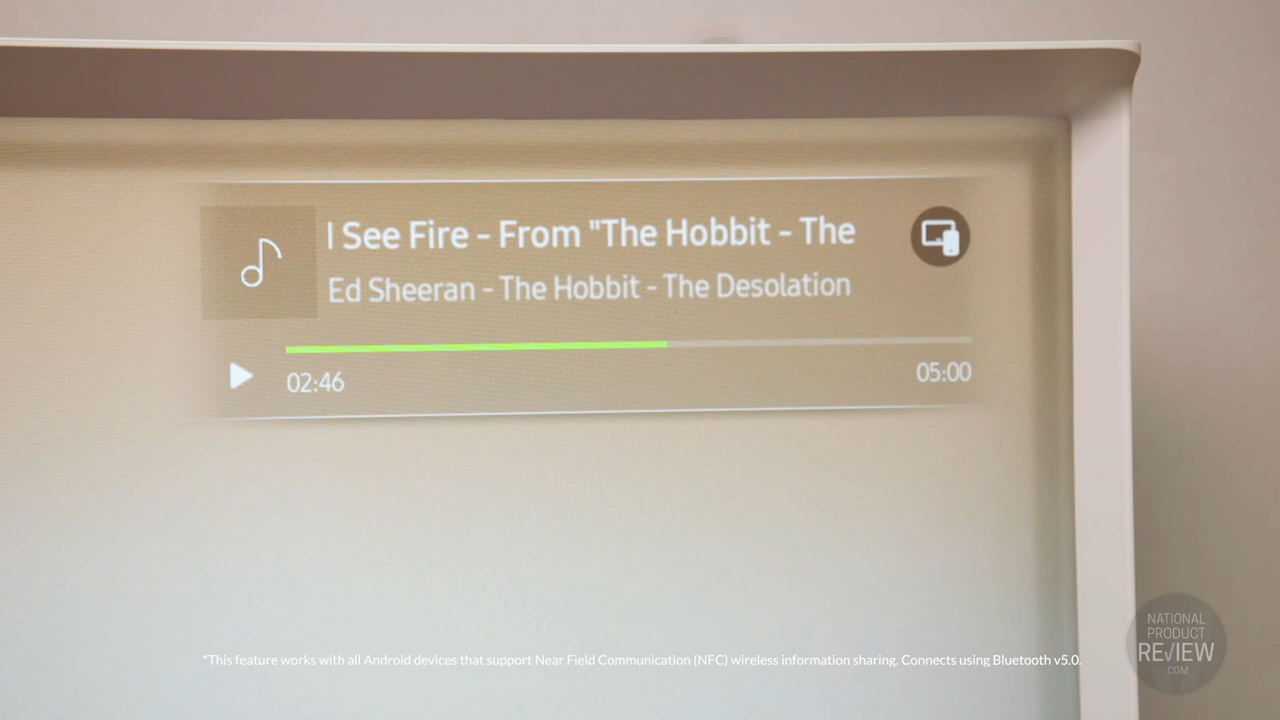 I See Fire - From "The Hobbit - The
Ed Sheeran - The Hobbit - The Desolation
02:46
05:00
*This feature works with all Android devices that support Near Field Communication (NFC) wireless information sharing. Connects using Bluetooth v5.0.
NATIONAL
PRODUCT
REVIEW
.COM